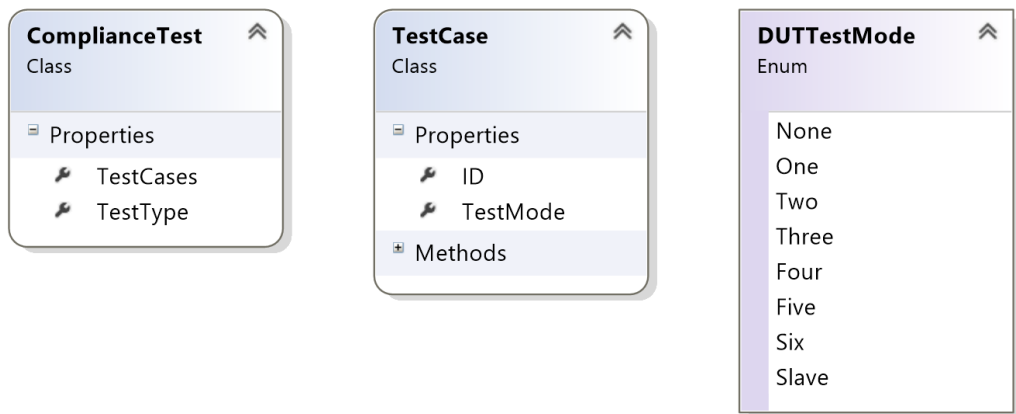 ComplianceTest
Class
Properties
TestCases
TestType
TestCase
Class
Properties
ID
TestMode
Methods
DUTTestMode
Enum
None
One
Two
Three
Four
Five
Six
Slave